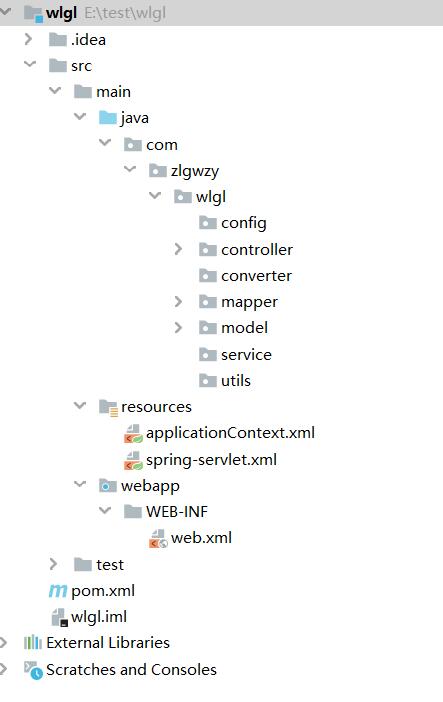 wlgl E:\test\wlgl
.idea
src
main
java
com
zlgwzy
wlgl
config
controller
converter
mapper
model
service
utils
resources
applicationContext.xml
spring-servlet.xml
webapp
WEB-INF
web.xml
test
pom.xml
wlgl.iml
External Libraries
Scratches and Consoles